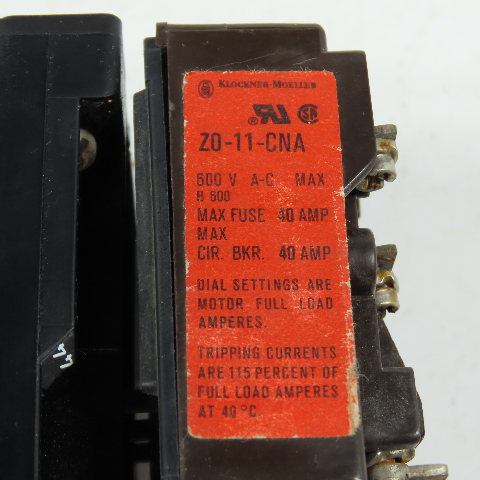 KLOCKNER-MOELLER
ZO-11-CNA
600 V A-C MAX
B 600
MAX FUSE 40 AMP
MAX
CIR. BKR. 40 AMP
DIAL SETTINGS ARE
MOTOR FULL LOAD
AMPERES.
TRIPPING CURRENTS
ARE 115 PERCENT OF
FULL LOAD AMPERES
AT 40 °C